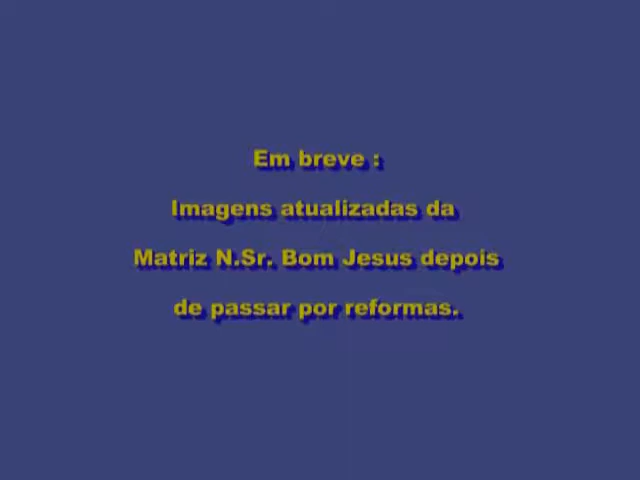 Em breve :
Imagens atualizadas da
Matriz N.Sr. Bom Jesus depois
de passar por reformas.